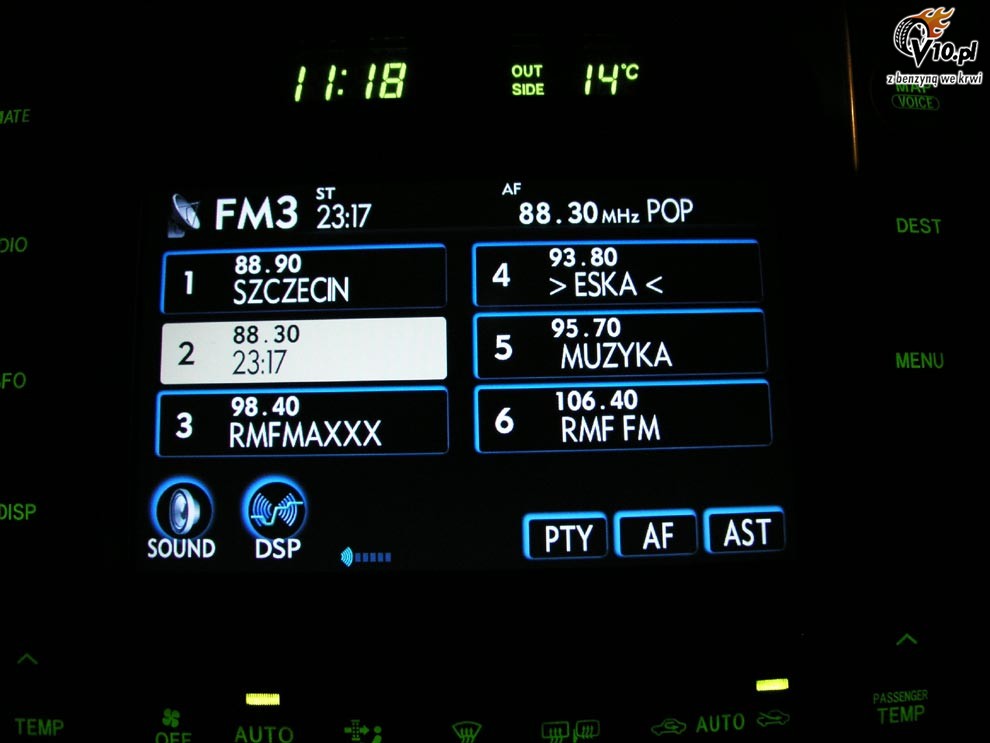 V10.pl
z benzyną we krwi
11:18
OUT SIDE
14°C
MAP
VOICE
FM3
ST
23:17
AF
88.30 MHz POP
1
88.90
SZCZECIN
2
88.30
23:17
3
98.40
RMFMAXXX
4
93.80
> ESKA <
5
95.70
MUZYKA
6
106.40
RMF FM
SOUND
DSP
PTY
AF
AST
DEST
MENU
DISP
TEMP
OFF
AUTO
AUTO
PASSENGER
TEMP